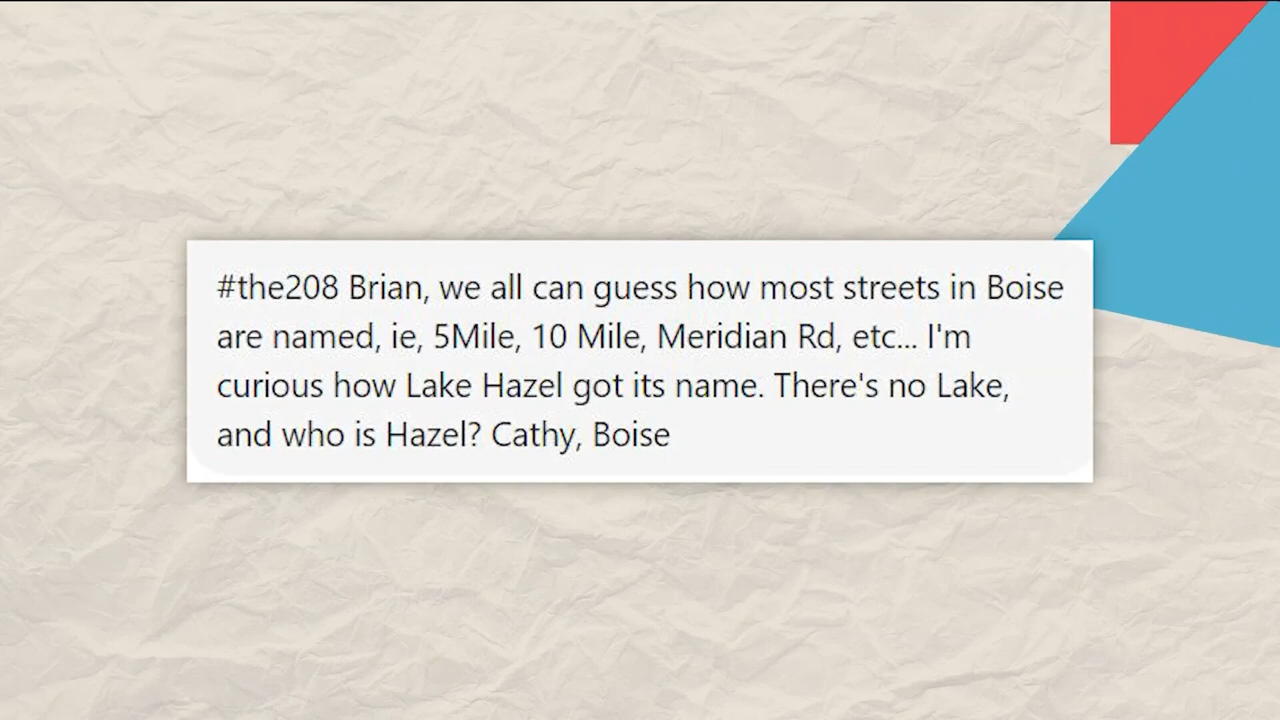 #the208 Brian, we all can guess how most streets in Boise
are named, ie, 5Mile, 10 Mile, Meridian Rd, etc... I'm
curious how Lake Hazel got its name. There's no Lake,
and who is Hazel? Cathy, Boise